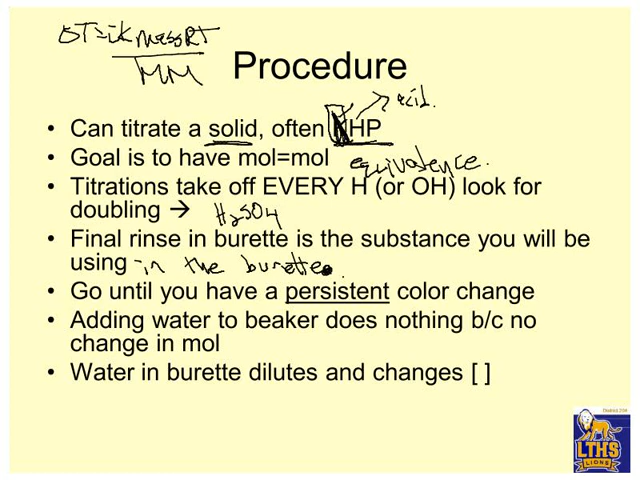 πT=ik massRT
MM
Procedure
acid.
• Can titrate a solid, often KHP
• Goal is to have mol=mol equivalence.
• Titrations take off EVERY H (or OH) look for
doubling → H2SO4
• Final rinse in burette is the substance you will be
using - in the burette.
• Go until you have a persistent color change
• Adding water to beaker does nothing b/c no
change in mol
• Water in burette dilutes and changes [ ]
LTHS
LIONS